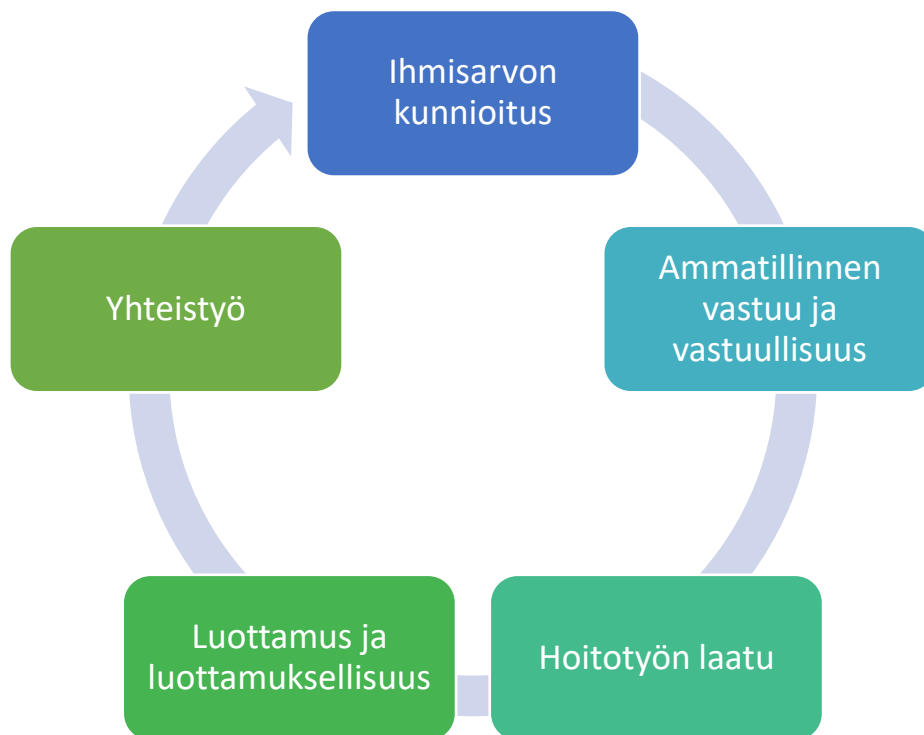 Ihmisarvon
kunnioitus
Ammatillinnen
vastuu ja
vastuullisuus
Hoitotyön laatu
Luottamus ja
luottamuksellisuus
Yhteistyö